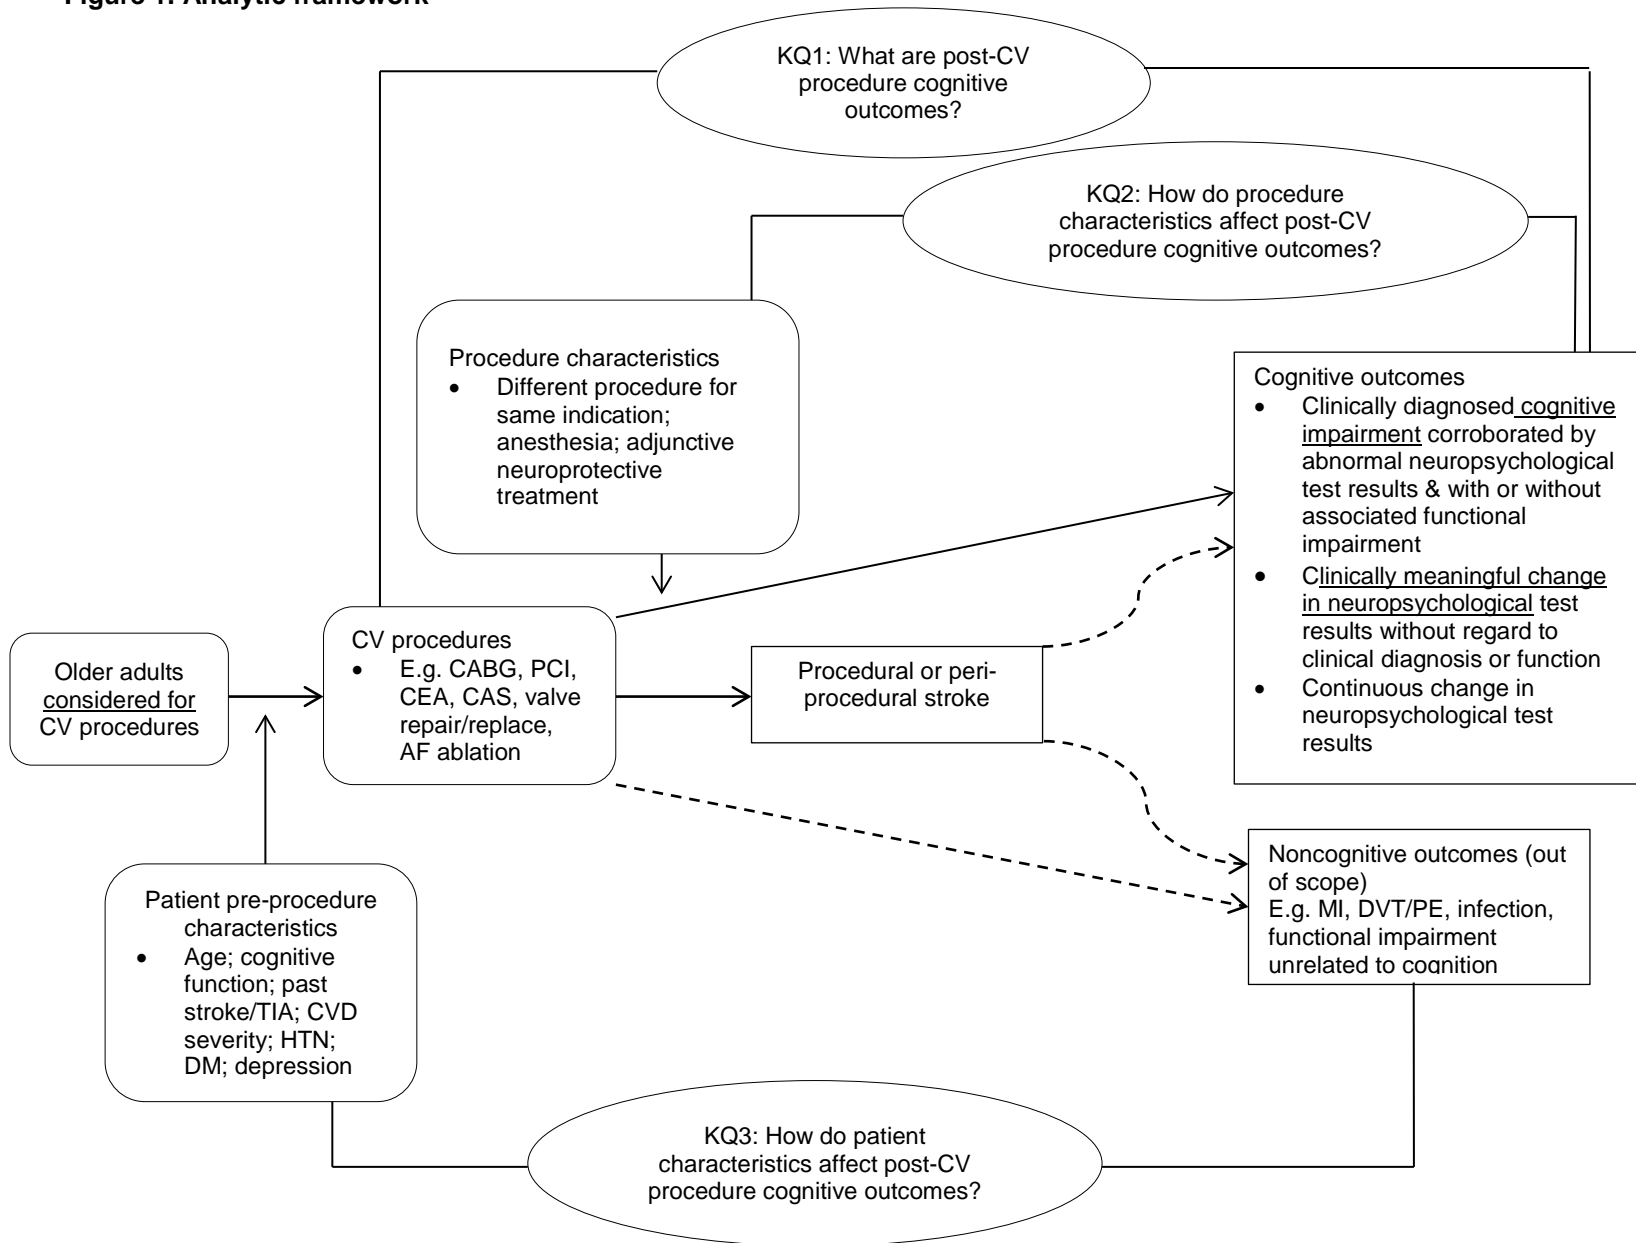 Figure 1. Analytic framework
KQ1: What are post-CV
procedure cognitive
outcomes?
KQ2: How do procedure
characteristics affect post-CV
procedure cognitive outcomes?
Procedure characteristics
• Different procedure for
same indication;
anesthesia; adjunctive
neuroprotective
treatment
Cognitive outcomes
• Clinically diagnosed cognitive
impairment corroborated by
abnormal neuropsychological
test results & with or without
associated functional
impairment
• Clinically meaningful change
in neuropsychological test
results without regard to
clinical diagnosis or function
• Continuous change in
neuropsychological test
results
Older adults
considered for
CV procedures
CV procedures
• E.g. CABG, PCI,
CEA, CAS, valve
repair/replace,
AF ablation
Procedural or peri-
procedural stroke
Noncognitive outcomes (out
of scope)
E.g. MI, DVT/PE, infection,
functional impairment
unrelated to cognition
Patient pre-procedure
characteristics
• Age; cognitive
function; past
stroke/TIA; CVD
severity; HTN;
DM; depression
KQ3: How do patient
characteristics affect post-CV
procedure cognitive outcomes?